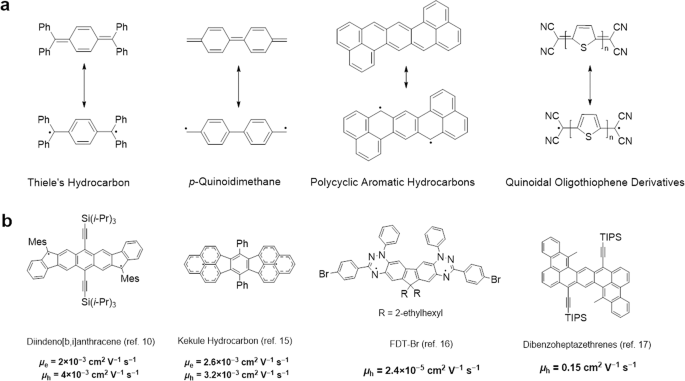 a
Ph Ph
Ph Ph
NC CN
NC S n CN
Ph Ph
Ph Ph
CN CN
CN S n CN
Thiele's Hydrocarbon
p-Quinoidimethane
Polycyclic Aromatic Hydrocarbons
Quinoidal Oligothiophene Derivatives
b
Si(i-Pr)3
Mes
Mes
Si(i-Pr)3
Ph
Ph
Ph Ph
N N N N
Br N N Br
R R
R = 2-ethylhexyl
TIPS
TIPS
Diindeno[b,i]anthracene (ref. 10)
Kekule Hydrocarbon (ref. 15)
FDT-Br (ref. 16)
Dibenzoheptazethrenes (ref. 17)
μe = 2×10⁻³ cm² V⁻¹ s⁻¹
μh = 4×10⁻³ cm² V⁻¹ s⁻¹
μe = 2.6×10⁻³ cm² V⁻¹ s⁻¹
μh = 3.2×10⁻³ cm² V⁻¹ s⁻¹
μh = 2.4×10⁻⁵ cm² V⁻¹ s⁻¹
μh = 0.15 cm² V⁻¹ s⁻¹